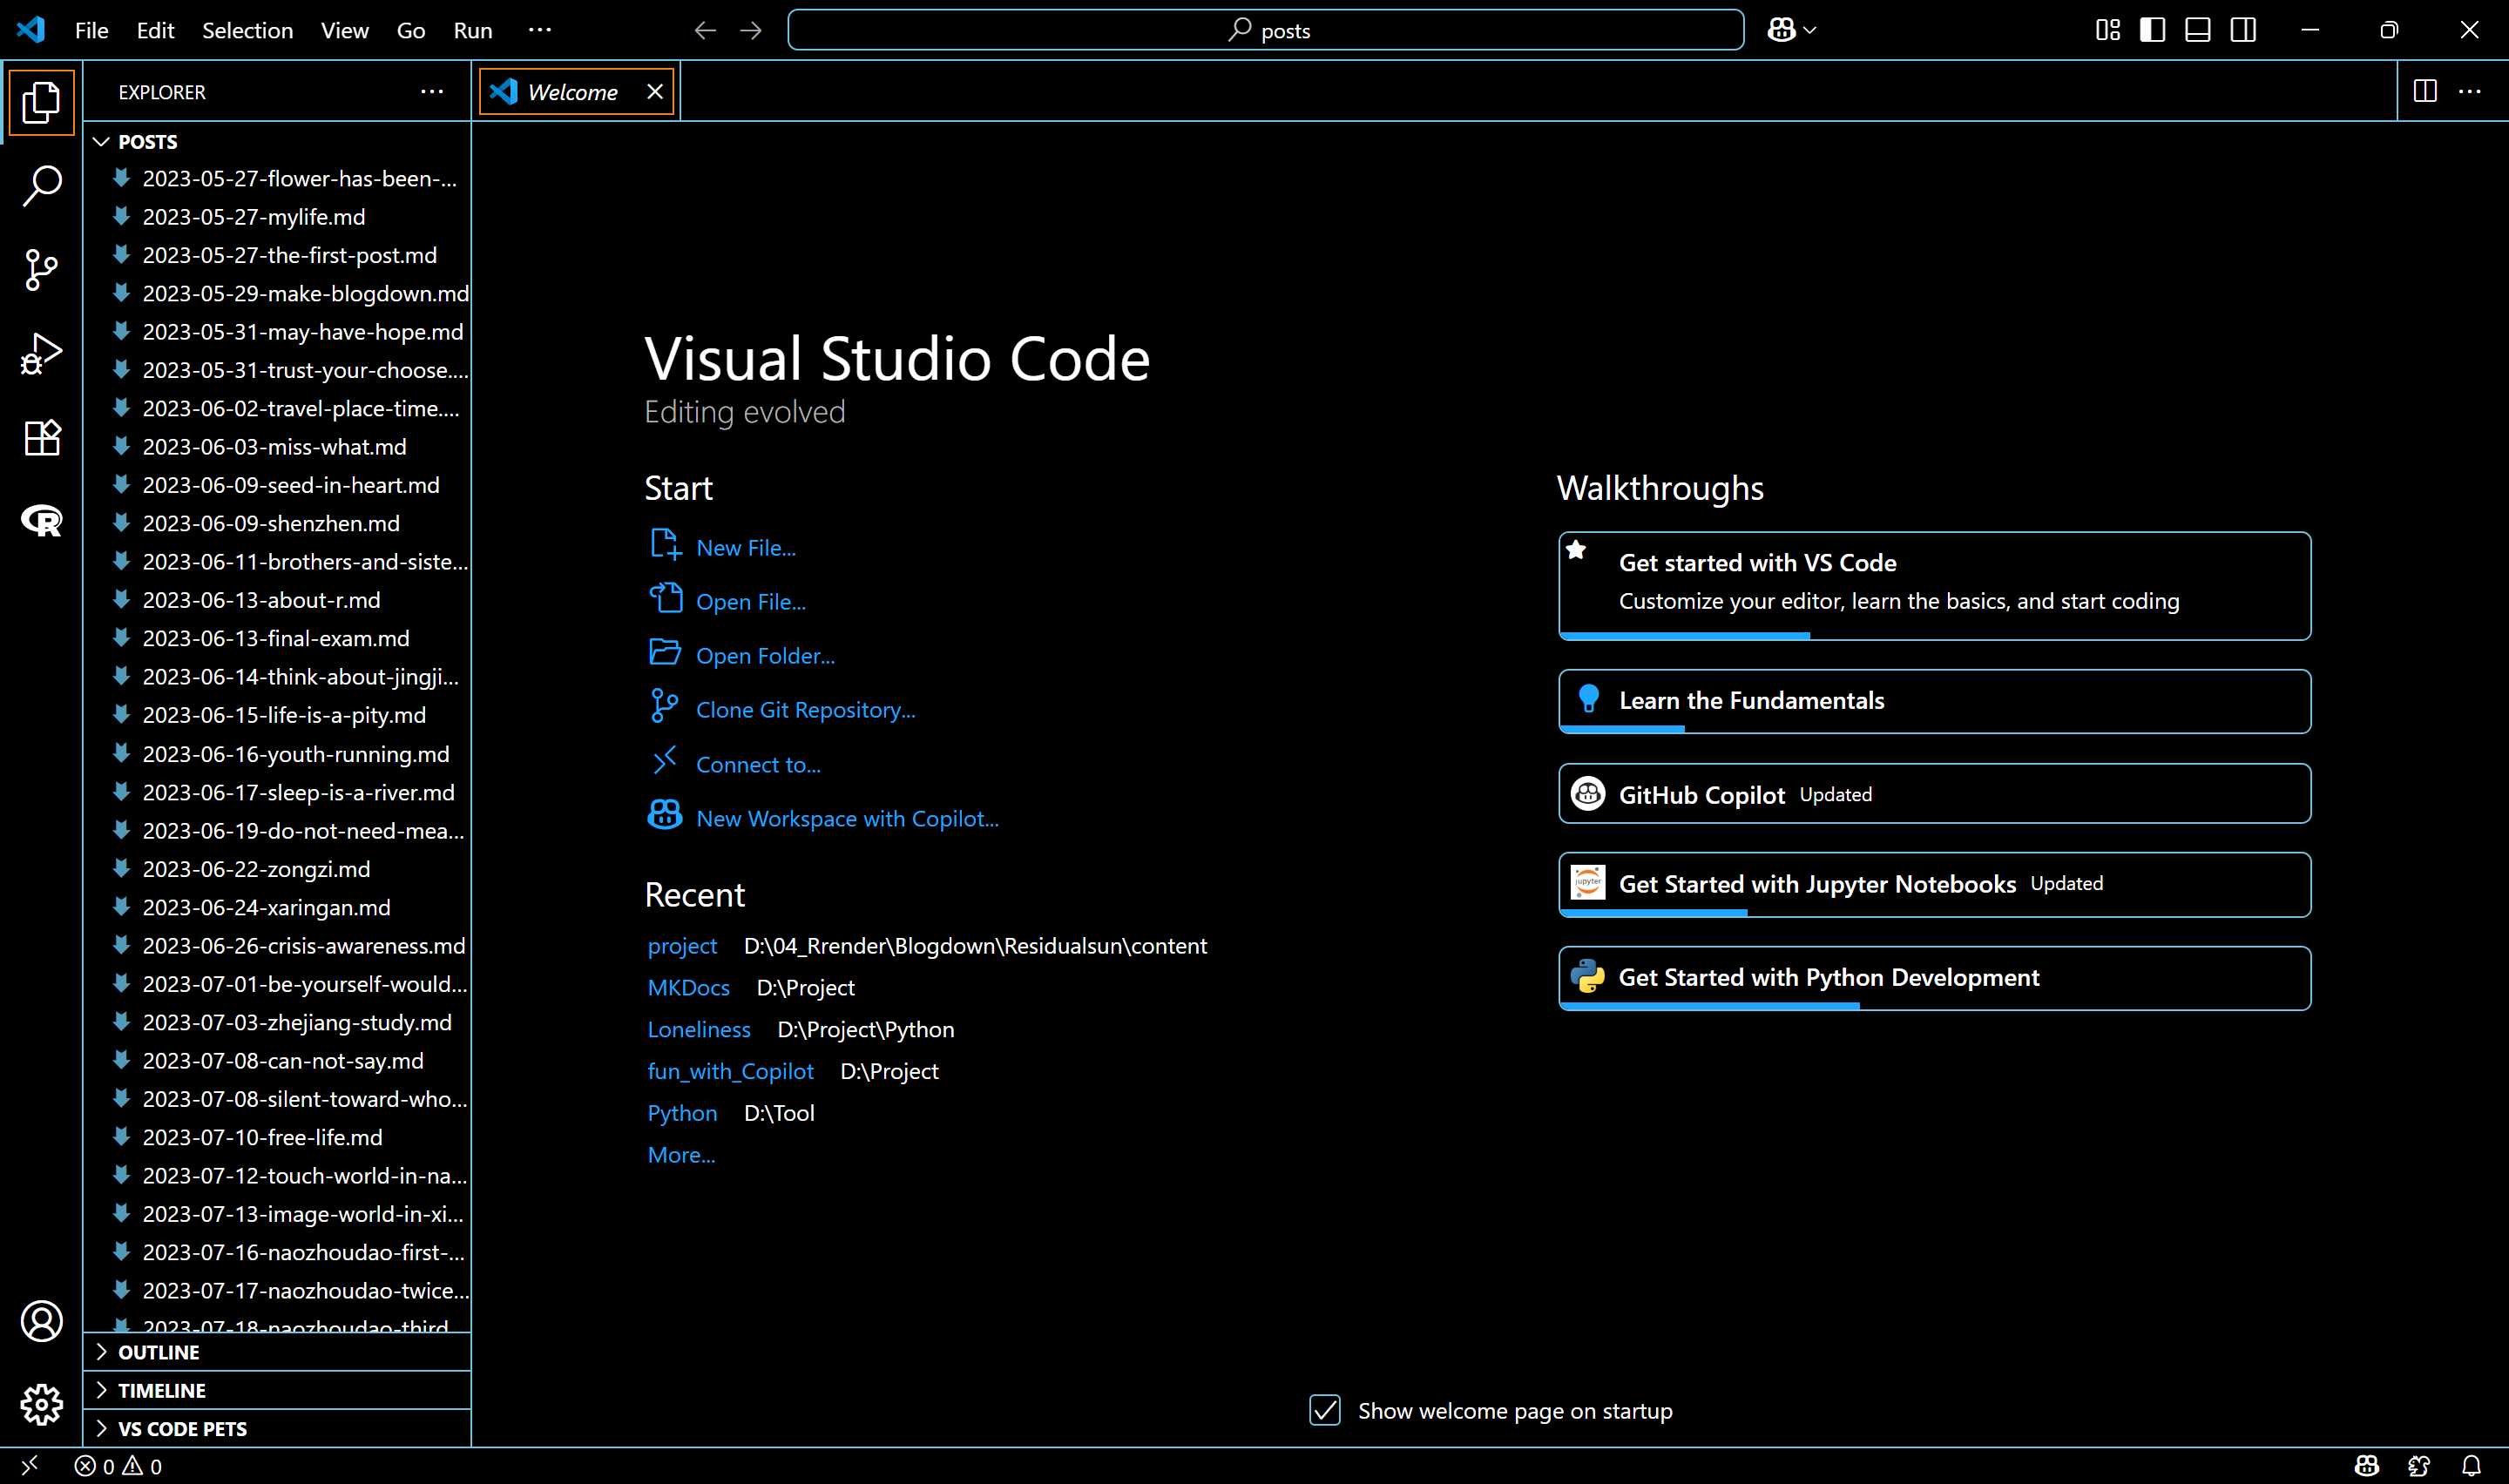 File Edit Selection View Go Run ···
posts
EXPLORER ···
POSTS
2023-05-27-flower-has-been-...
2023-05-27-mylife.md
2023-05-27-the-first-post.md
2023-05-29-make-blogdown.md
2023-05-31-may-have-hope.md
2023-05-31-trust-your-choose....
2023-06-02-travel-place-time....
2023-06-03-miss-what.md
2023-06-09-seed-in-heart.md
2023-06-09-shenzhen.md
2023-06-11-brothers-and-siste...
2023-06-13-about-r.md
2023-06-13-final-exam.md
2023-06-14-think-about-jingji...
2023-06-15-life-is-a-pity.md
2023-06-16-youth-running.md
2023-06-17-sleep-is-a-river.md
2023-06-19-do-not-need-mea...
2023-06-22-zongzi.md
2023-06-24-xaringan.md
2023-06-26-crisis-awareness.md
2023-07-01-be-yourself-would...
2023-07-03-zhejiang-study.md
2023-07-08-can-not-say.md
2023-07-08-silent-toward-who...
2023-07-10-free-life.md
2023-07-12-touch-world-in-na...
2023-07-13-image-world-in-xi...
2023-07-16-naozhoudao-first-...
2023-07-17-naozhoudao-twice...
2023-07-18-naozhoudao-third
OUTLINE
TIMELINE
VS CODE PETS
Welcome
Visual Studio Code
Editing evolved
Start
New File...
Open File...
Open Folder...
Clone Git Repository...
Connect to...
New Workspace with Copilot...
Recent
project D:\04_Rrender\Blogdown\Residualsun\content
MKDocs D:\Project
Loneliness D:\Project\Python
fun_with_Copilot D:\Project
Python D:\Tool
More...
Walkthroughs
Get started with VS Code
Customize your editor, learn the basics, and start coding
Learn the Fundamentals
GitHub Copilot Updated
jupyter
Get Started with Jupyter Notebooks Updated
Get Started with Python Development
Show welcome page on startup
0 0